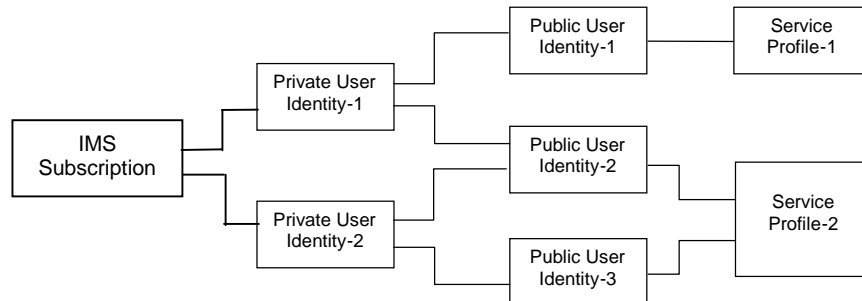 IMS
Subscription
Private User
Identity-1
Private User
Identity-2
Public User
Identity-1
Public User
Identity-2
Public User
Identity-3
Service
Profile-1
Service
Profile-2